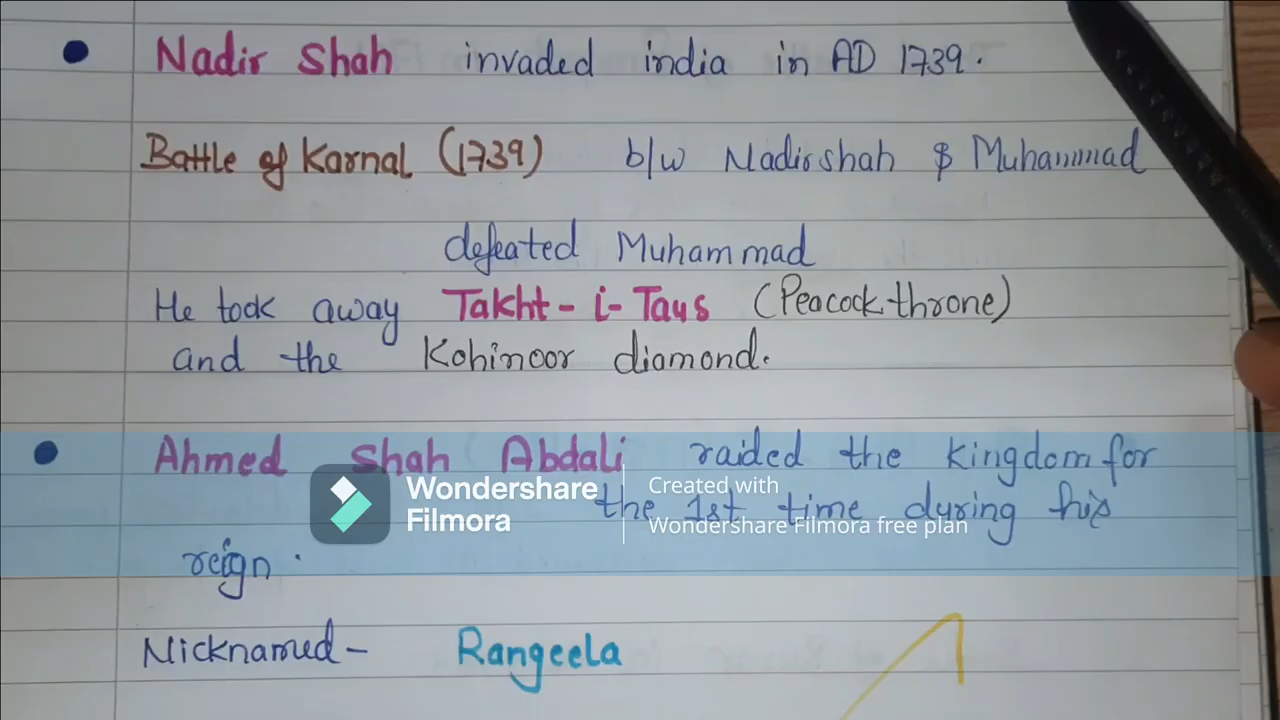 Nadir Shah invaded india in AD 1739.
Battle of Karnal (1739) b/w Nadirshah & Muhammad
defeated Muhammad
He took away Takht-i-Taus (Peacock throne)
and the Kohinoor diamond.
Ahmed Shah Abdali raided the kingdom for
the 1st time during his
reign.
Nicknamed- Rangeela
Wondershare
Filmora
Created with
Wondershare Filmora free plan